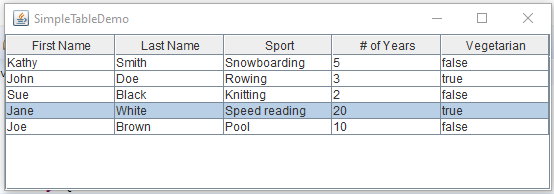 SimpleTableDemo
First Name Last Name Sport # of Years Vegetarian
Kathy Smith Snowboarding 5 false
John Doe Rowing 3 true
Sue Black Knitting 2 false
Jane White Speed reading 20 true
Joe Brown Pool 10 false